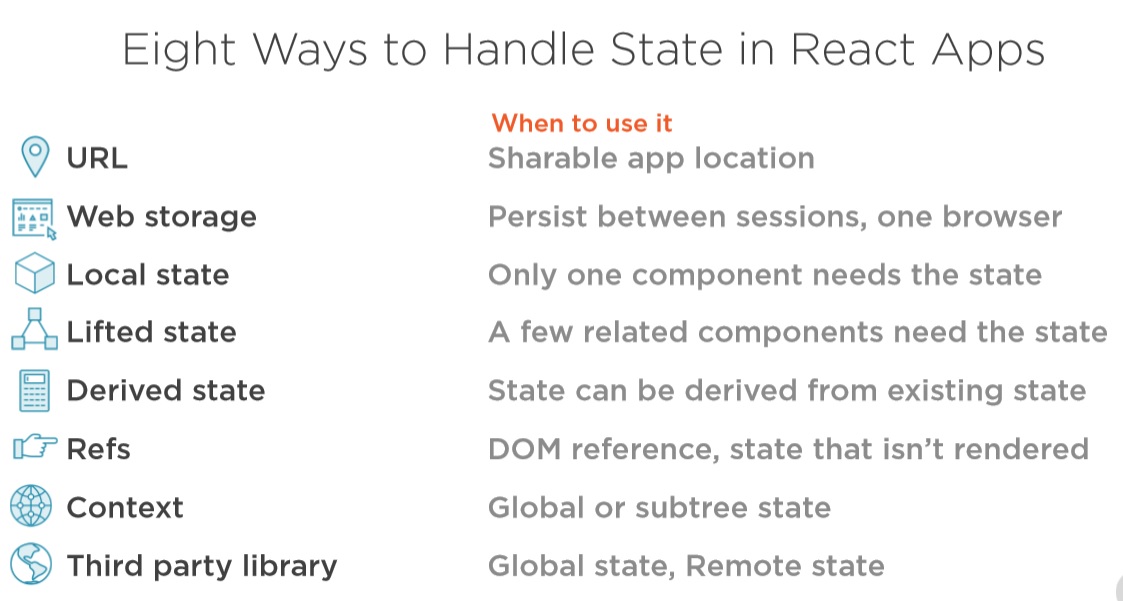 Eight Ways to Handle State in React Apps
When to use it
URL Sharable app location
Web storage Persist between sessions, one browser
Local state Only one component needs the state
Lifted state A few related components need the state
Derived state State can be derived from existing state
Refs DOM reference, state that isn’t rendered
Context Global or subtree state
Third party library Global state, Remote state